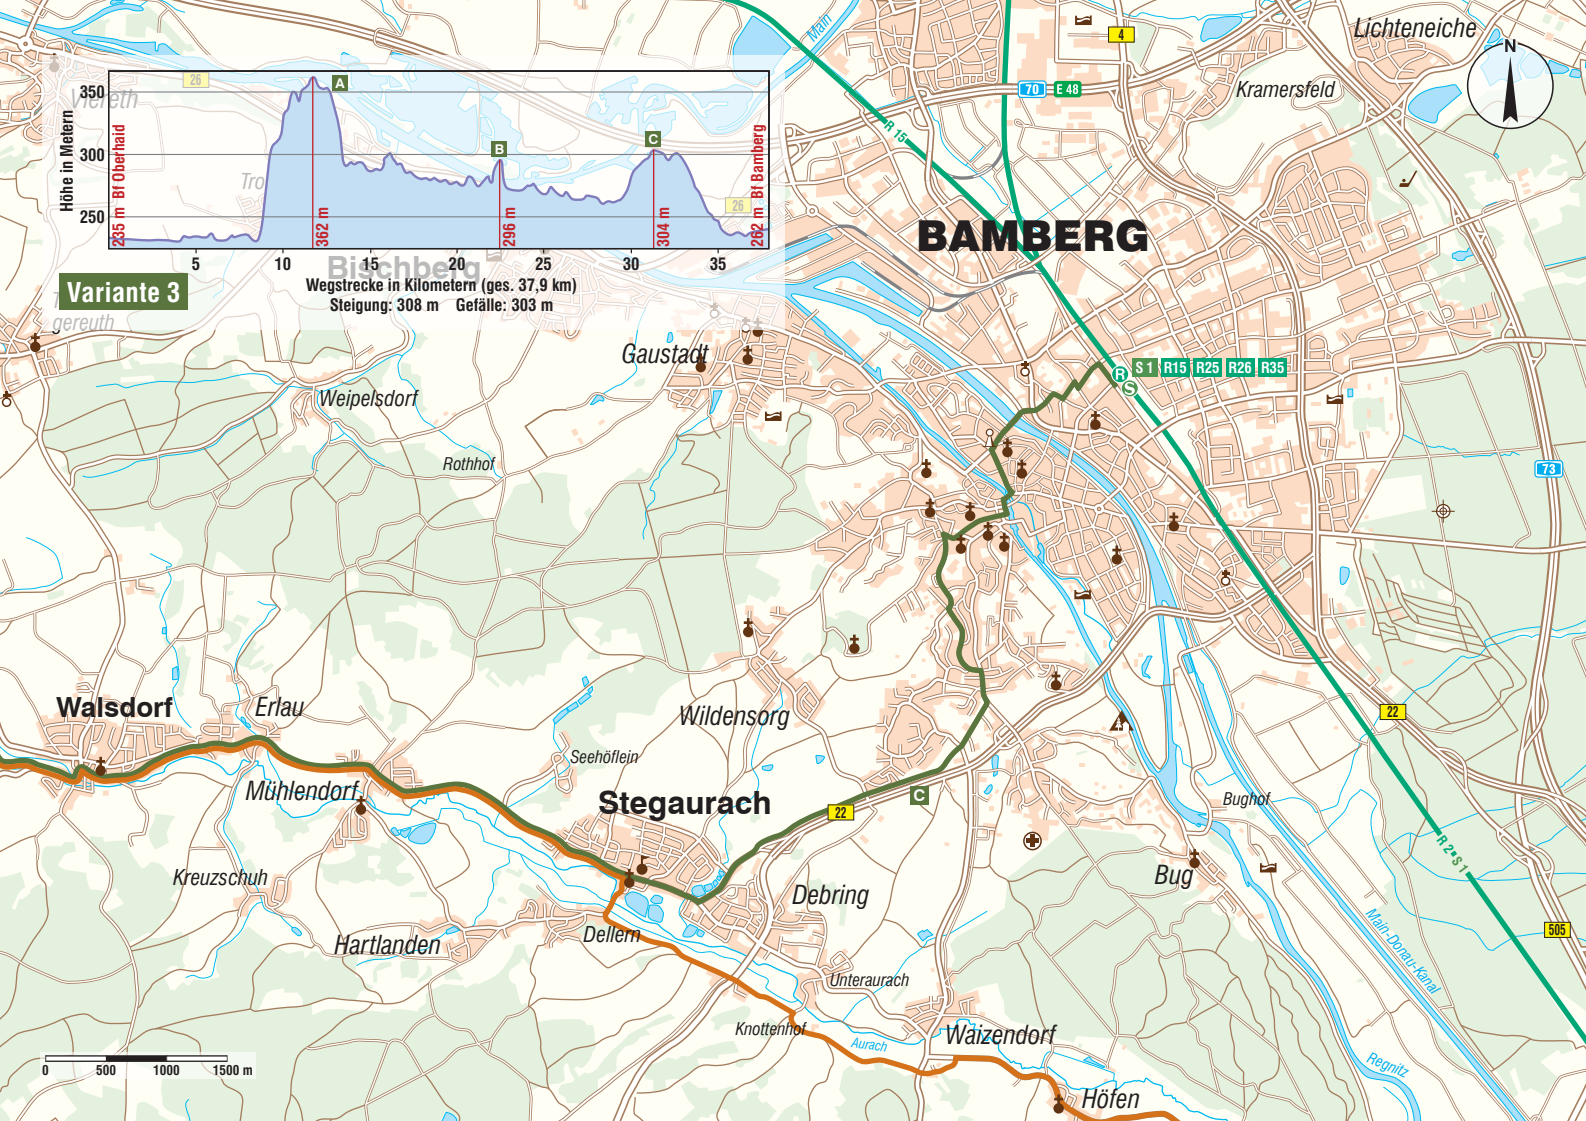 Main
Lichteneiche
N
4
26
A
70
E 48
Kramersfeld
Viereth
350
300
250
Höhe in Metern
235 m Bf Oberhaid
362 m
B
296 m
C
304 m
262 m Bf Bamberg
26
R 15
Tro
BAMBERG
5
10
15
20
25
30
35
Bischberg
Wegstrecke in Kilometern (ges. 37,9 km)
Steigung: 308 m Gefälle: 303 m
Variante 3
gereuth
Gaustadt
R
S
S 1
R15
R25
R26
R35
Weipelsdorf
Rothhof
73
Walsdorf
Erlau
Wildensorg
22
Seehöflein
Mühlendorf
Stegaurach
22
C
Bughof
R 2 S 1
Kreuzschuh
Bug
Debring
505
Hartlanden
Dellern
Main-Donau-Kanal
Unteraurach
Knottenhof
Aurach
Waizendorf
Regnitz
0
500
1000
1500 m
Höfen